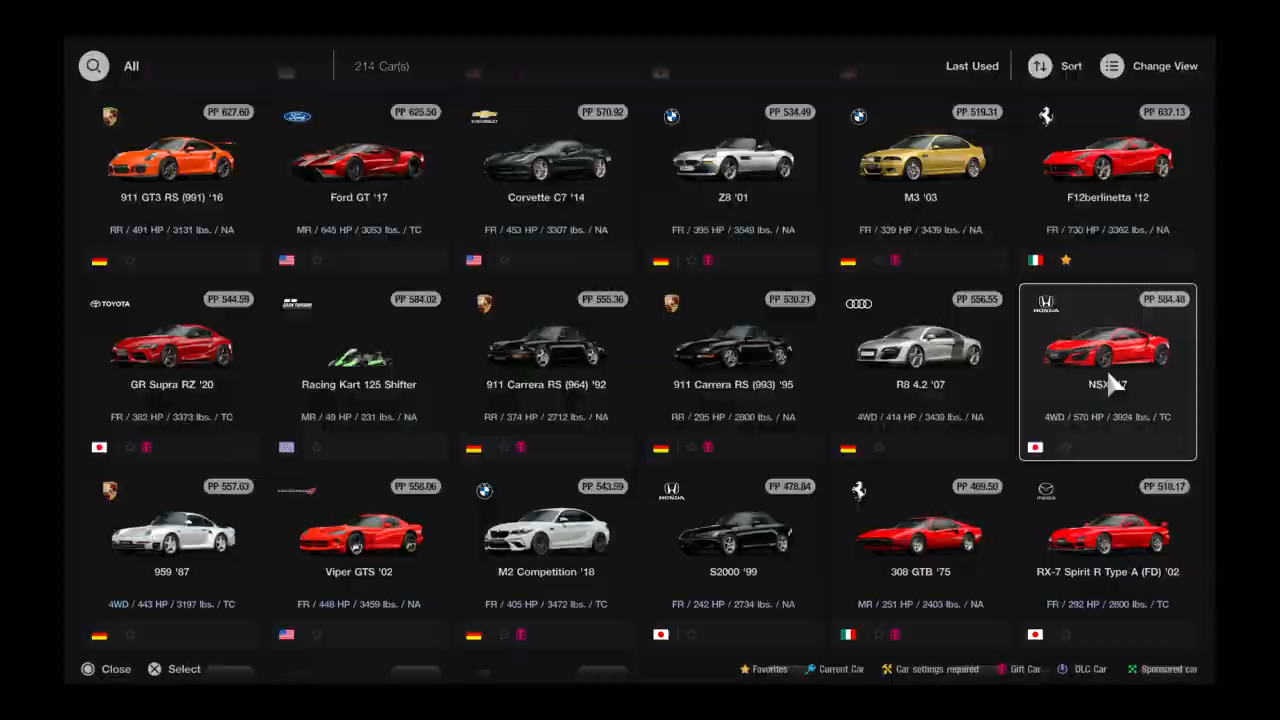 All
214 Car(s)
Last Used
Sort
Change View
PP 627.60
PP 625.50
CHEVROLET
PP 570.92
PP 534.49
PP 519.31
PP 637.13
911 GT3 RS (991) '16
Ford GT '17
Corvette C7 '14
Z8 '01
M3 '03
F12berlinetta '12
RR / 491 HP / 3131 lbs. / NA
MR / 645 HP / 3053 lbs. / TC
FR / 453 HP / 3307 lbs. / NA
FR / 395 HP / 3549 lbs. / NA
FR / 339 HP / 3439 lbs. / NA
FR / 730 HP / 3362 lbs. / NA
TOYOTA
PP 544.59
GRAN TURISMO
PP 584.02
PP 555.36
PP 530.21
PP 556.55
HONDA
PP 584.48
GR Supra RZ '20
Racing Kart 125 Shifter
911 Carrera RS (964) '92
911 Carrera RS (993) '95
R8 4.2 '07
FR / 382 HP / 3373 lbs. / TC
MR / 49 HP / 231 lbs. / NA
RR / 374 HP / 2712 lbs. / NA
RR / 295 HP / 2800 lbs. / NA
4WD / 414 HP / 3439 lbs. / NA
4WD / 570 HP / 3924 lbs. / TC
PP 557.63
PP 558.06
PP 543.59
HONDA
PP 478.84
PP 469.50
mazda
PP 518.17
959 '87
Viper GTS '02
M2 Competition '18
S2000 '99
308 GTB '75
RX-7 Spirit R Type A (FD) '02
4WD / 443 HP / 3197 lbs. / TC
FR / 448 HP / 3459 lbs. / NA
FR / 405 HP / 3472 lbs. / TC
FR / 242 HP / 2734 lbs. / NA
MR / 251 HP / 2403 lbs. / NA
FR / 292 HP / 2800 lbs. / TC
Close
Select
Favorites
Current Car
Car settings required
Gift Car
DLC Car
Sponsored car